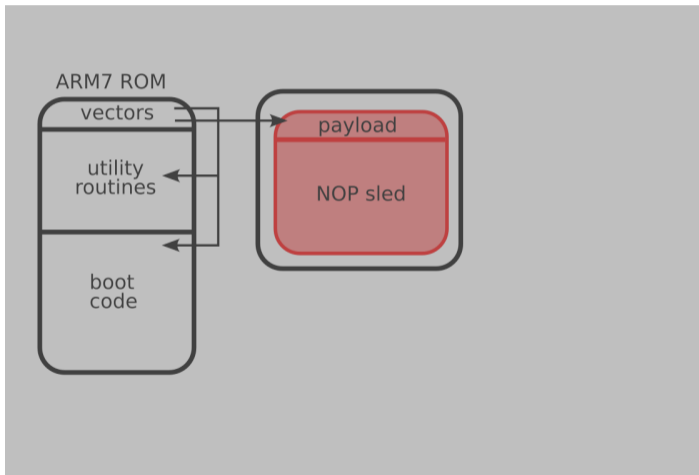 ARM7 ROM
vectors
utility
routines
boot
code
payload
NOP sled